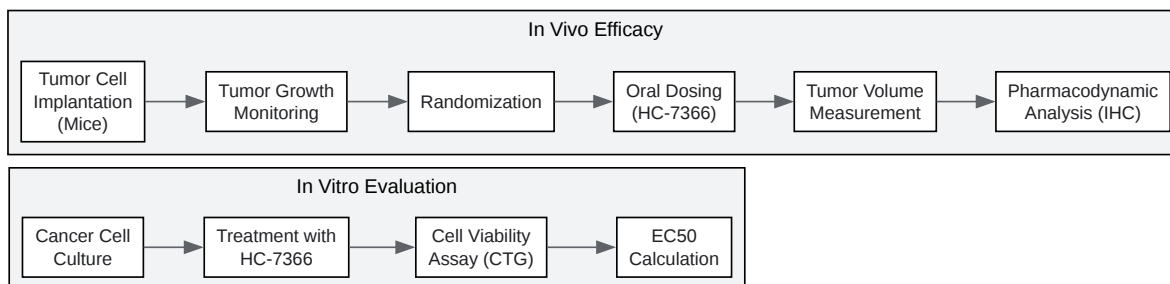 In Vivo Efficacy
Tumor Cell
Implantation
(Mice)
Tumor Growth
Monitoring
Randomization
Oral Dosing
(HC-7366)
Tumor Volume
Measurement
Pharmacodynamic
Analysis (IHC)
In Vitro Evaluation
Cancer Cell
Culture
Treatment with
HC-7366
Cell Viability
Assay (CTG)
EC50
Calculation